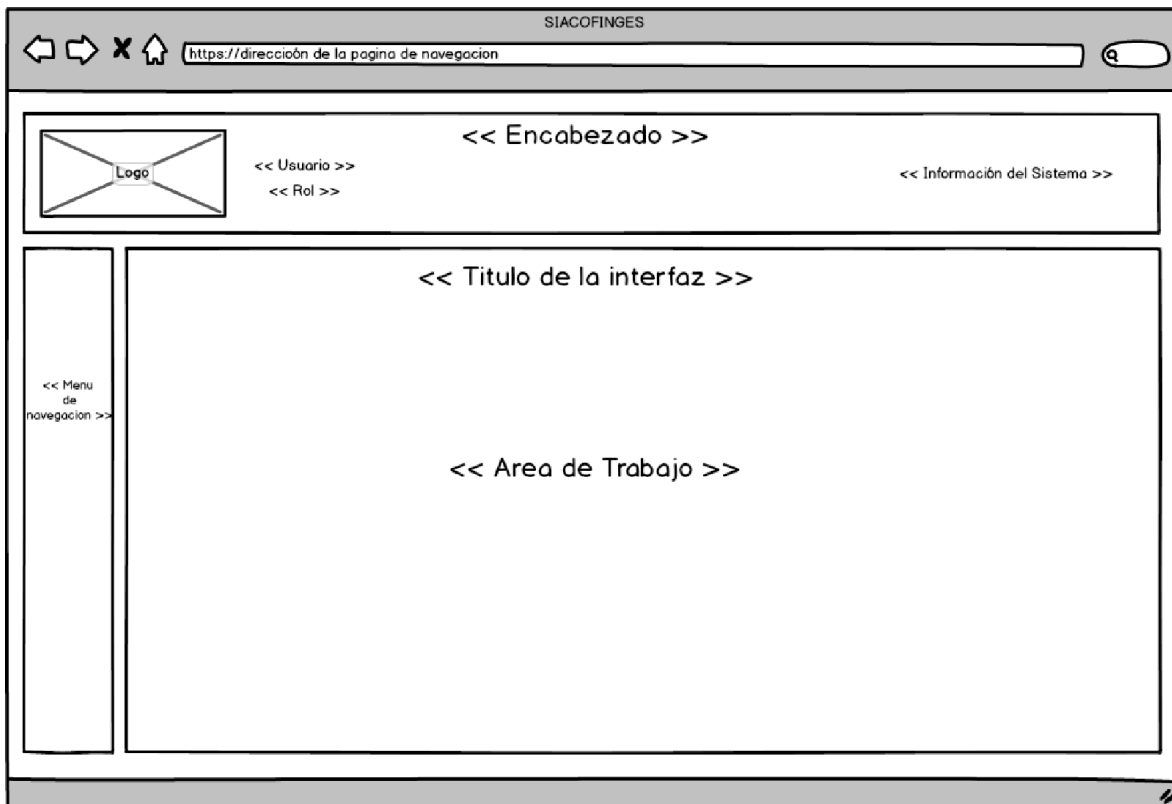 SIACOFINGES
https://direccioón de la pagina de navegacion
<< Encabezado >>
Logo
<< Usuario >>
<< Rol >>
<< Información del Sistema >>
<< Titulo de la interfaz >>
<< Menu
de
navegacion >>
<< Area de Trabajo >>